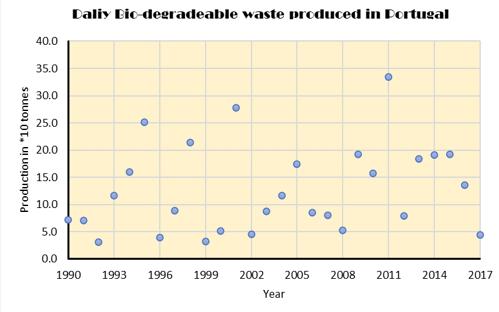 Daliy Bio-degradeable waste produced in Portugal
40.0
35.0
30.0
25.0
20.0
15.0
10.0
5.0
0.0
Production in *10 tonnes
1990 1993 1996 1999 2002 2005 2008 2011 2014 2017
Year